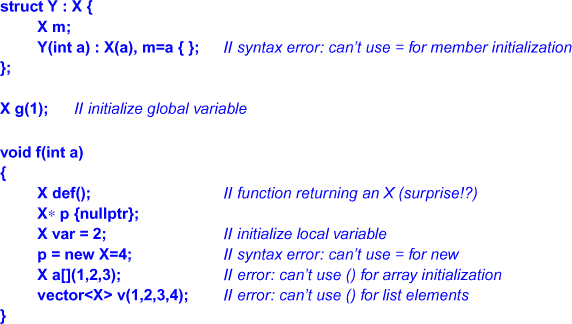 struct Y : X {
X m;
Y(int a) : X(a), m=a { }; // syntax error: can't use = for member initialization
};
X g(1); // initialize global variable
void f(int a)
{
X def(); // function returning an X (surprise!?)
X* p {nullptr};
X var = 2; // initialize local variable
p = new X=4; // syntax error: can't use = for new
X a[](1,2,3); // error: can't use () for array initialization
vector<X> v(1,2,3,4); // error: can't use () for list elements
}